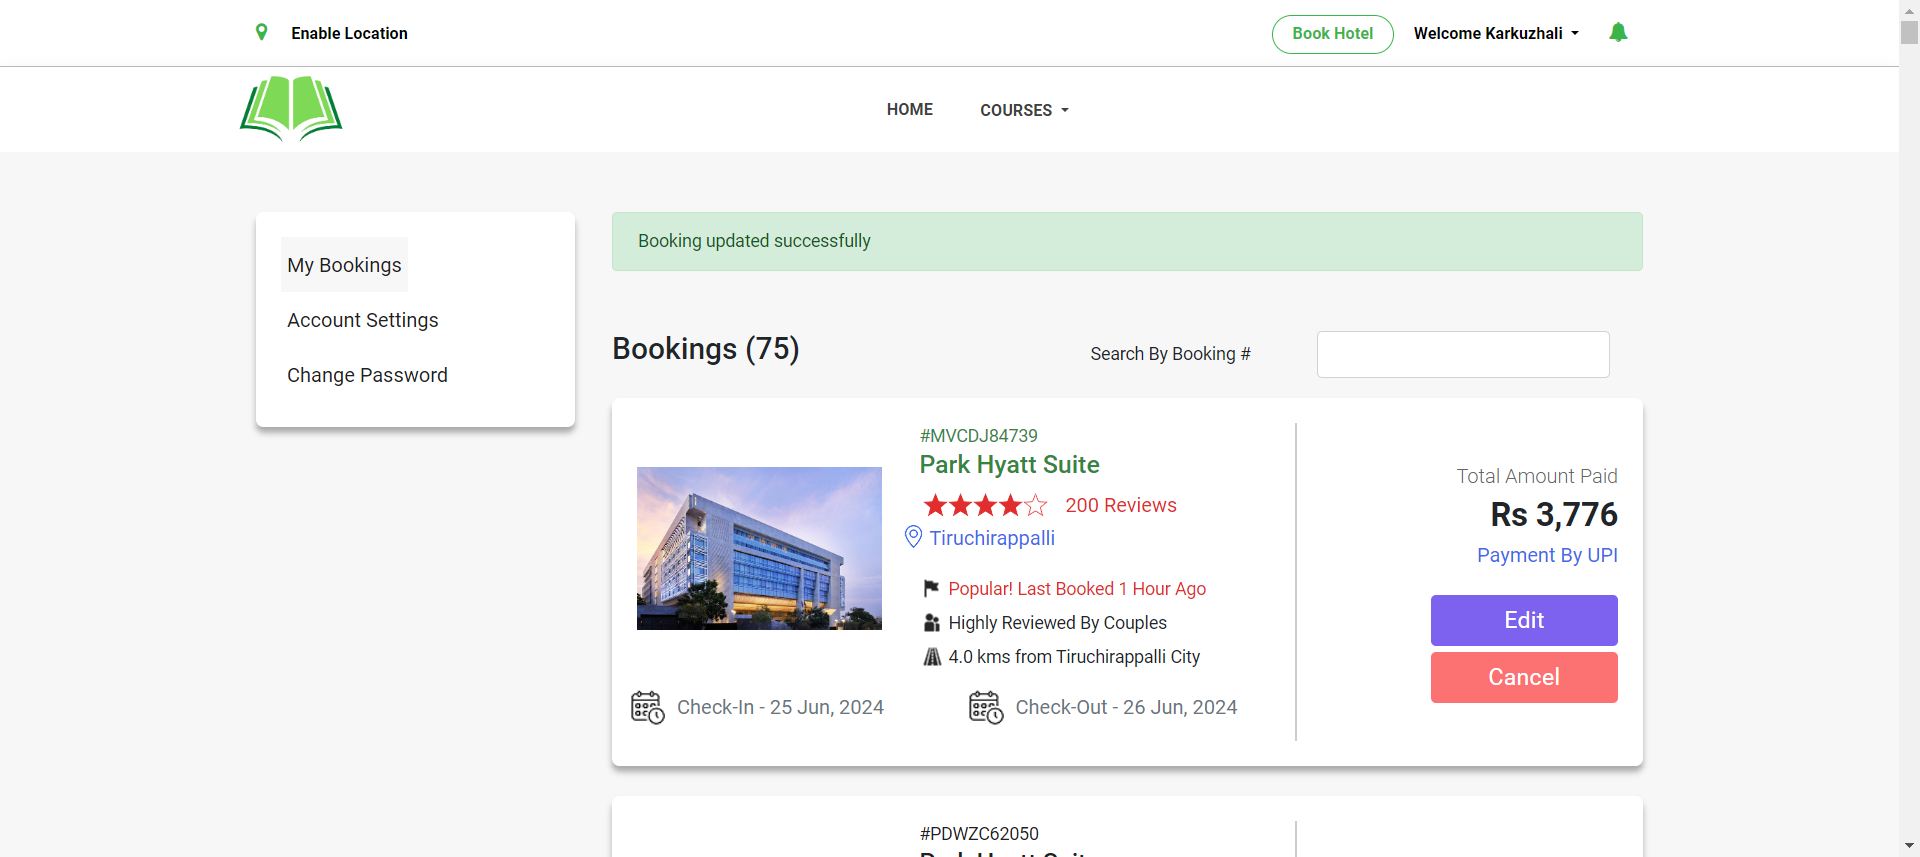 Enable Location
Book Hotel
Welcome Karkuzhali
HOME
COURSES
My Bookings
Account Settings
Change Password
Booking updated successfully
Bookings (75)
Search By Booking #
#MVCDJ84739
Park Hyatt Suite
200 Reviews
Tiruchirappalli
Popular! Last Booked 1 Hour Ago
Highly Reviewed By Couples
4.0 kms from Tiruchirappalli City
Check-In - 25 Jun, 2024
Check-Out - 26 Jun, 2024
Total Amount Paid
Rs 3,776
Payment By UPI
Edit
Cancel
#PDWZC62050
Park Hyatt Suite